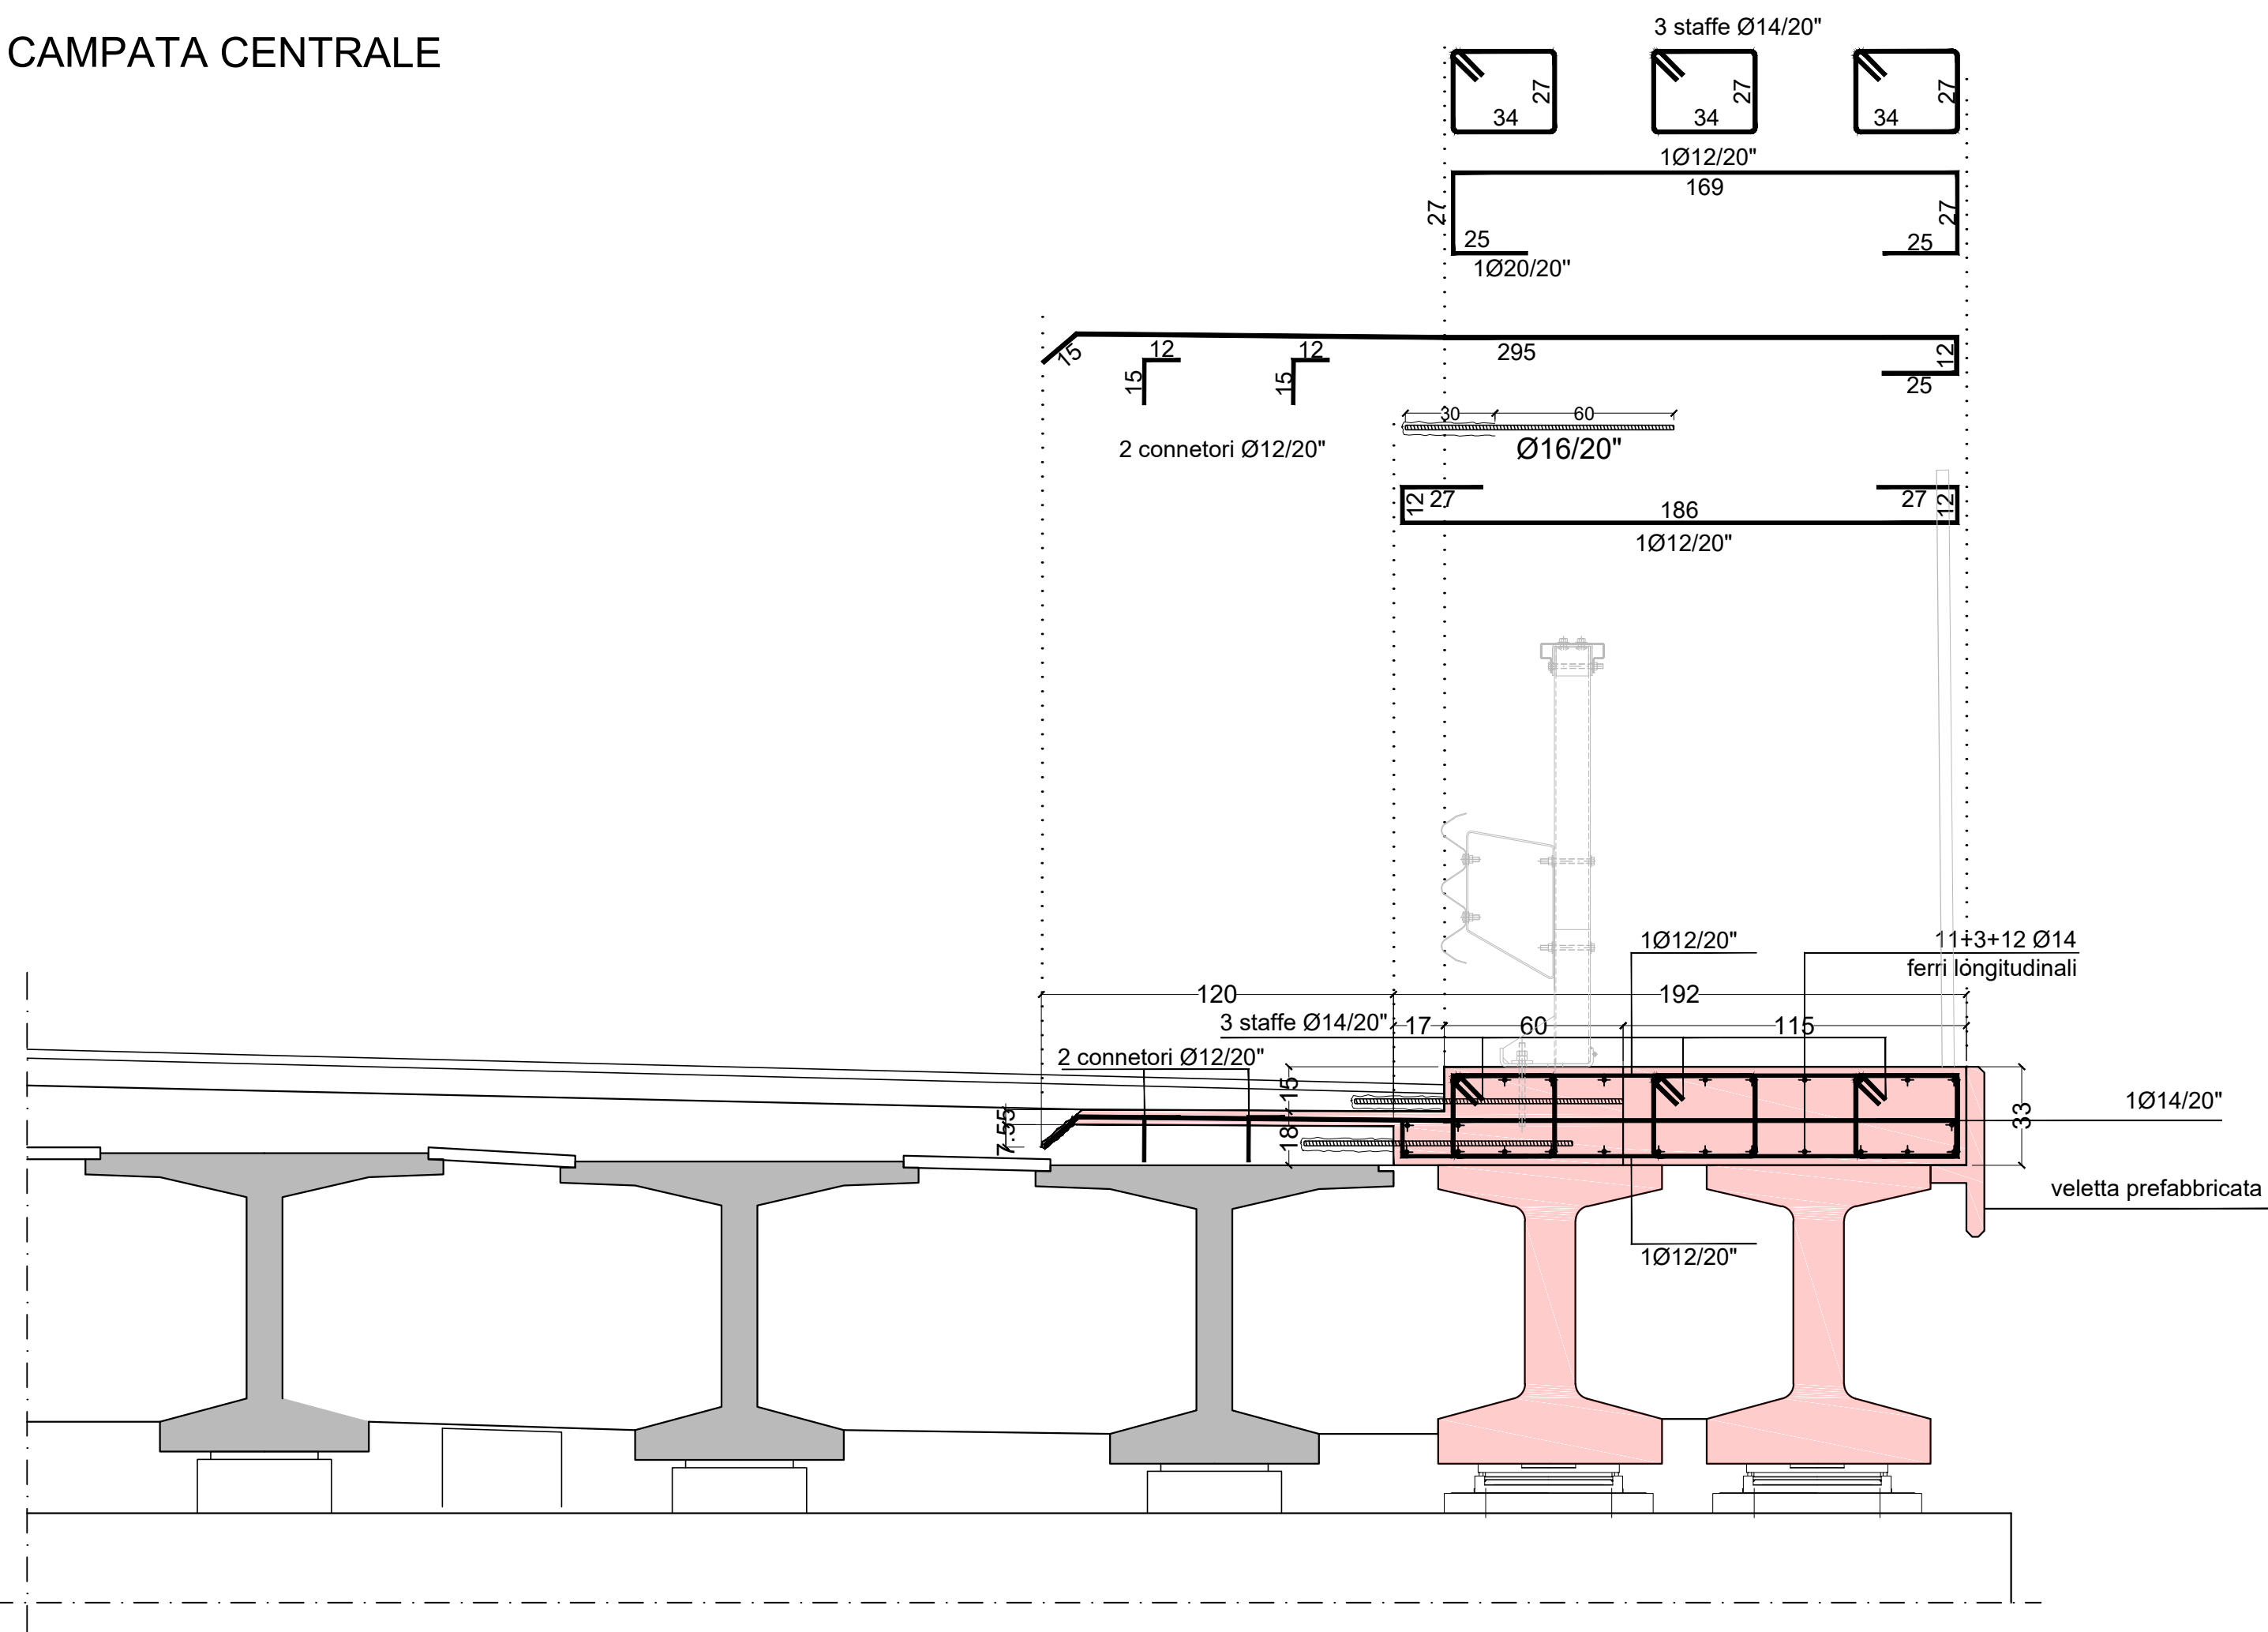 CAMPATA CENTRALE
3 staffe Ø14/20"
27
27
27
34
34
34
1Ø12/20"
169
27
27
25
25
1Ø20/20"
15
12
12
295
12
15
15
25
30
60
2 connetori Ø12/20"
Ø16/20"
12
27
27
12
186
1Ø12/20"
1Ø12/20"
11+3+12 Ø14
ferri longitudinali
120
192
3 staffe Ø14/20"
17
60
115
2 connetori Ø12/20"
15
7.55
18
33
1Ø14/20"
veletta prefabbricata
1Ø12/20"